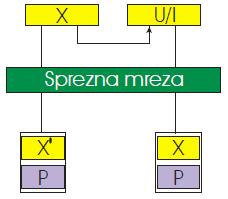 X U/I
Sprezna mreza
X' X
P P